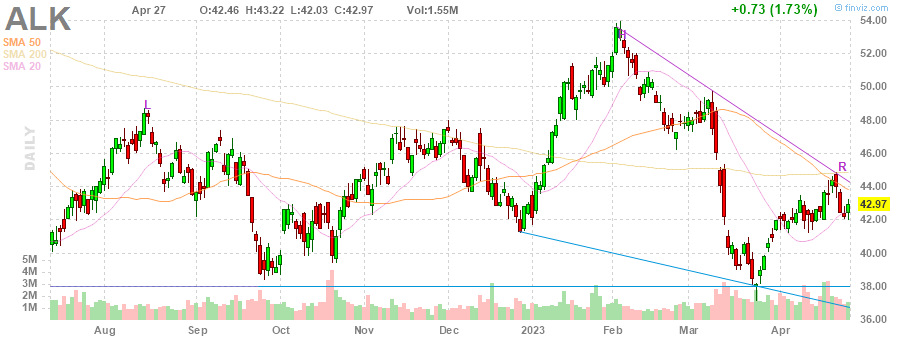 ALK
Apr 27 O:42.46 H:43.22 L:42.03 C:42.97 Vol:1.55M +0.73 (1.73%)
finviz.com
SMA 50
SMA 200
SMA 20
DAILY
54.00
52.00
50.00
48.00
46.00
44.00
42.97
42.00
40.00
38.00
36.00
5M
4M
3M
2M
1M
L
R
Aug Sep Oct Nov Dec 2023 Feb Mar Apr